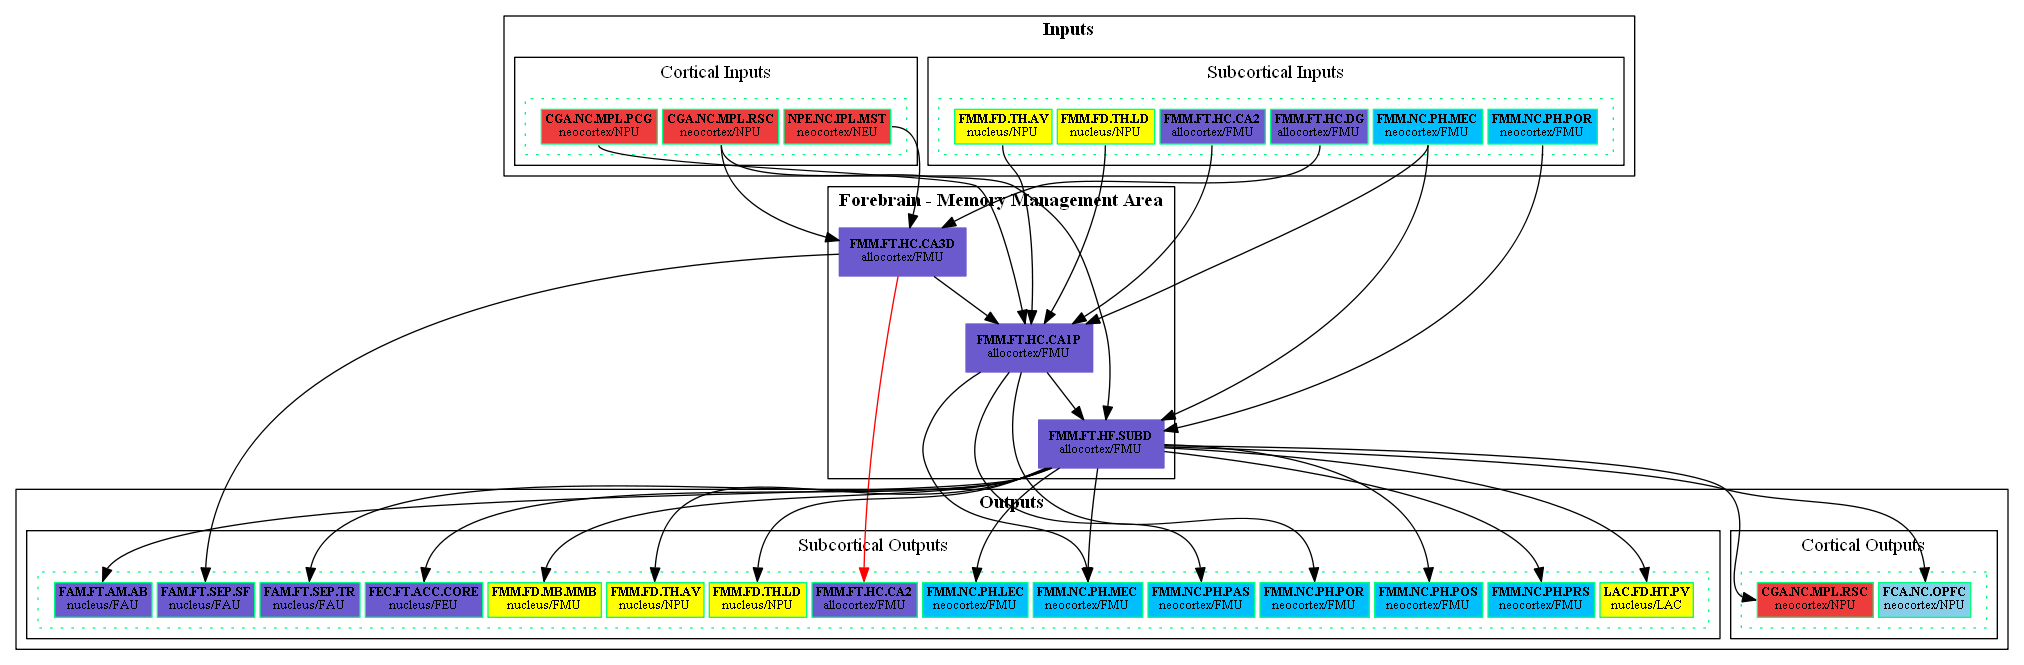 Inputs
Cortical Inputs
Subcortical Inputs
CGA.NC.MPL.PCG
neocortex/NPU
CGA.NC.MPL.RSC
neocortex/NPU
NPE.NC.IPL.MST
neocortex/NEU
FMM.FD.TH.AV
nucleus/NPU
FMM.FD.TH.LD
nucleus/NPU
FMM.FT.HC.CA2
allocortex/FMU
FMM.FT.HC.DG
allocortex/FMU
FMM.NC.PH.MEC
neocortex/FMU
FMM.NC.PH.POR
neocortex/FMU
Forebrain - Memory Management Area
FMM.FT.HC.CA3D
allocortex/FMU
FMM.FT.HC.CA1P
allocortex/FMU
FMM.FT.HF.SUBD
allocortex/FMU
Outputs
Subcortical Outputs
Cortical Outputs
FAM.FT.AM.AB
nucleus/FAU
FAM.FT.SEP.SF
nucleus/FAU
FAM.FT.SEP.TR
nucleus/FAU
FEC.FT.ACC.CORE
nucleus/FEU
FMM.FD.MB.MMB
nucleus/FMU
FMM.FD.TH.AV
nucleus/NPU
FMM.FD.TH.LD
nucleus/NPU
FMM.FT.HC.CA2
allocortex/FMU
FMM.NC.PH.LEC
neocortex/FMU
FMM.NC.PH.MEC
neocortex/FMU
FMM.NC.PH.PAS
neocortex/FMU
FMM.NC.PH.POR
neocortex/FMU
FMM.NC.PH.POS
neocortex/FMU
FMM.NC.PH.PRS
neocortex/FMU
LAC.FD.HT.PV
nucleus/LAC
CGA.NC.MPL.RSC
neocortex/NPU
FCA.NC.OPFC
neocortex/NPU